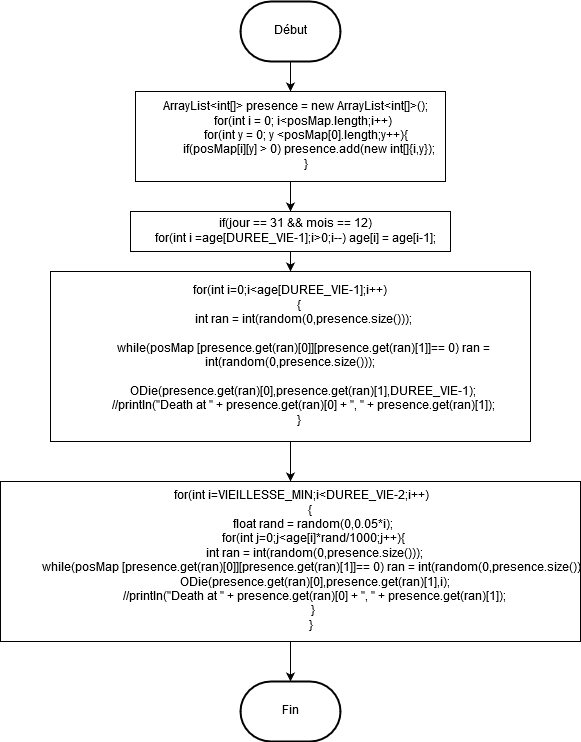 Début
ArrayList<int[]> presence = new ArrayList<int[]>();
for(int i = 0; i<posMap.length;i++)
for(int y = 0; y <posMap[0].length;y++){
if(posMap[i][y] > 0) presence.add(new int[]{i,y});
}
if(jour == 31 && mois == 12)
for(int i =age[DUREE_VIE-1];i>0;i--) age[i] = age[i-1];
for(int i=0;i<age[DUREE_VIE-1];i++)
{
int ran = int(random(0,presence.size()));
while(posMap [presence.get(ran)[0]][presence.get(ran)[1]]== 0) ran =
int(random(0,presence.size()));
ODie(presence.get(ran)[0],presence.get(ran)[1],DUREE_VIE-1);
//println("Death at " + presence.get(ran)[0] + ", " + presence.get(ran)[1]);
}
for(int i=VIEILLESSE_MIN;i<DUREE_VIE-2;i++)
{
float rand = random(0,0.05*i);
for(int j=0;j<age[i]*rand/1000;j++){
int ran = int(random(0,presence.size()));
while(posMap [presence.get(ran)[0]][presence.get(ran)[1]]== 0) ran = int(random(0,presence.size())
ODie(presence.get(ran)[0],presence.get(ran)[1],i);
//println("Death at " + presence.get(ran)[0] + ", " + presence.get(ran)[1]);
}
}
Fin